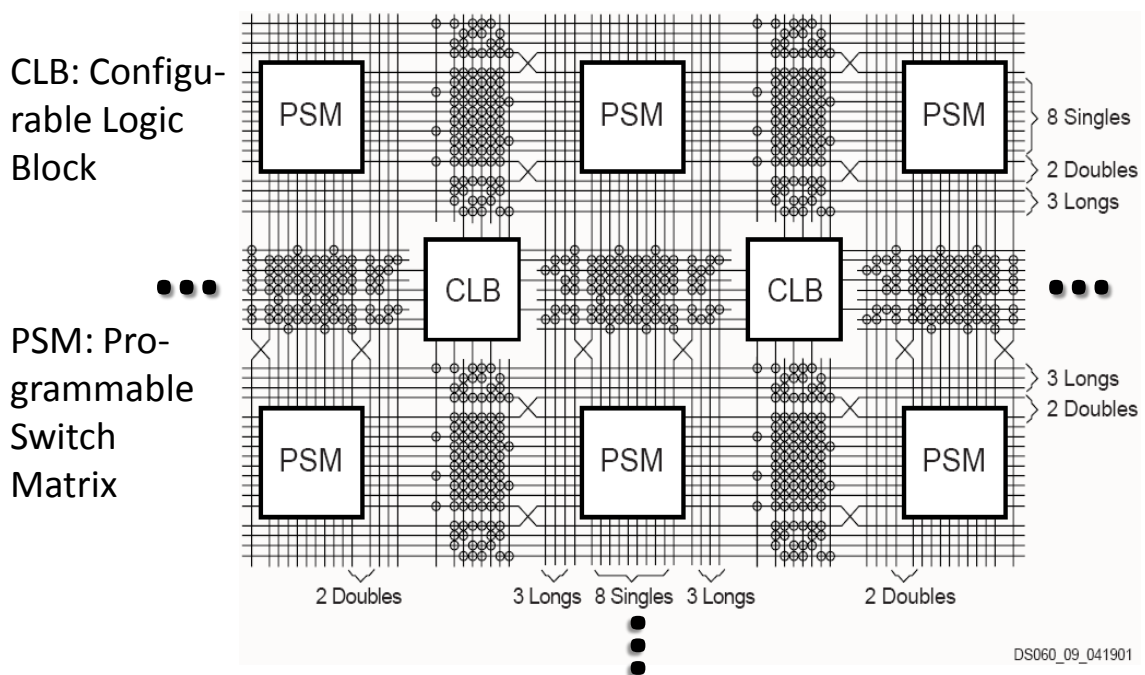 CLB: Configu-
rable Logic
Block
PSM: Pro-
grammable
Switch
Matrix
PSM
PSM
PSM
8 Singles
2 Doubles
3 Longs
CLB
CLB
3 Longs
2 Doubles
PSM
PSM
PSM
2 Doubles
3 Longs
8 Singles
3 Longs
2 Doubles
DS060_09_041901